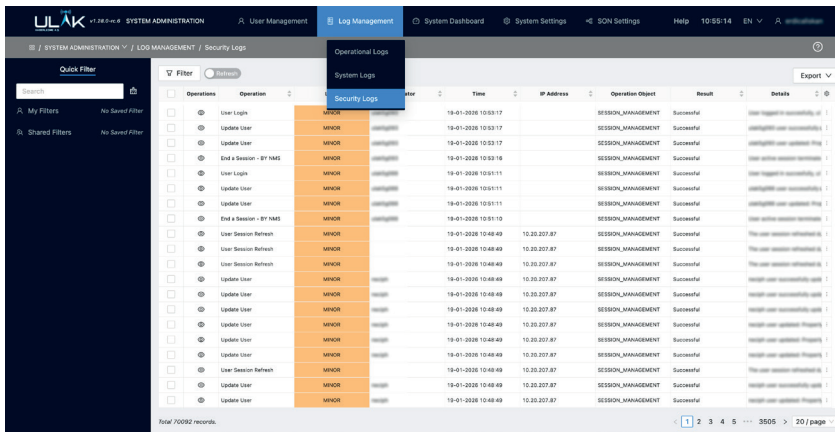 ULAK v1.28.0-rc.6 SYSTEM ADMINISTRATION User Management Log Management System Dashboard System Settings SON Settings Help 10:55:14 EN
/ SYSTEM ADMINISTRATION / LOG MANAGEMENT / Security Logs
Operational Logs
System Logs
Security Logs
Quick Filter
Search
My Filters No Saved Filter
Shared Filters No Saved Filter
Filter Refresh Export
Operations Operation Time IP Address Operation Object Result Details
User Login MINOR 19-01-2026 10:53:17 SESSION_MANAGEMENT Successful
Update User MINOR 19-01-2026 10:53:17 SESSION_MANAGEMENT Successful
Update User MINOR 19-01-2026 10:53:17 SESSION_MANAGEMENT Successful
End a Session - BY NMS MINOR 19-01-2026 10:53:16 SESSION_MANAGEMENT Successful
User Login MINOR 19-01-2026 10:51:11 SESSION_MANAGEMENT Successful
Update User MINOR 19-01-2026 10:51:11 SESSION_MANAGEMENT Successful
Update User MINOR 19-01-2026 10:51:11 SESSION_MANAGEMENT Successful
End a Session - BY NMS MINOR 19-01-2026 10:51:10 SESSION_MANAGEMENT Successful
User Session Refresh MINOR 19-01-2026 10:48:49 10.20.207.87 SESSION_MANAGEMENT Successful
User Session Refresh MINOR 19-01-2026 10:48:49 10.20.207.87 SESSION_MANAGEMENT Successful
User Session Refresh MINOR 19-01-2026 10:48:49 10.20.207.87 SESSION_MANAGEMENT Successful
Update User MINOR 19-01-2026 10:48:49 10.20.207.87 SESSION_MANAGEMENT Successful
Update User MINOR 19-01-2026 10:48:49 10.20.207.87 SESSION_MANAGEMENT Successful
Update User MINOR 19-01-2026 10:48:49 10.20.207.87 SESSION_MANAGEMENT Successful
Update User MINOR 19-01-2026 10:48:49 10.20.207.87 SESSION_MANAGEMENT Successful
Update User MINOR 19-01-2026 10:48:49 10.20.207.87 SESSION_MANAGEMENT Successful
Update User MINOR 19-01-2026 10:48:49 10.20.207.87 SESSION_MANAGEMENT Successful
User Session Refresh MINOR 19-01-2026 10:48:49 10.20.207.87 SESSION_MANAGEMENT Successful
Update User MINOR 19-01-2026 10:48:49 10.20.207.87 SESSION_MANAGEMENT Successful
Update User MINOR 19-01-2026 10:48:49 10.20.207.87 SESSION_MANAGEMENT Successful
Total 70092 records. < 1 2 3 4 5 ••• 3505 > 20 / page